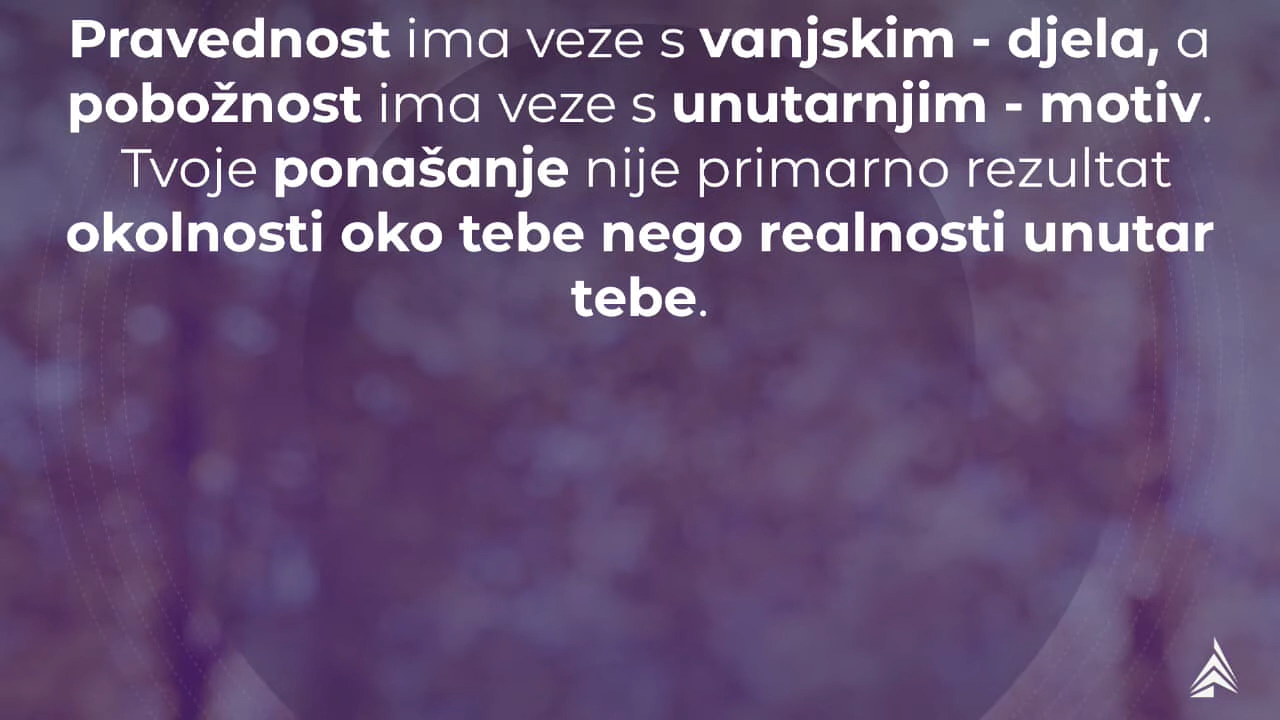 Pravednost ima veze s vanjskim - djela, a
pobožnost ima veze s unutarnjim - motiv.
Tvoje ponašanje nije primarno rezultat
okolnosti oko tebe nego realnosti unutar
tebe.